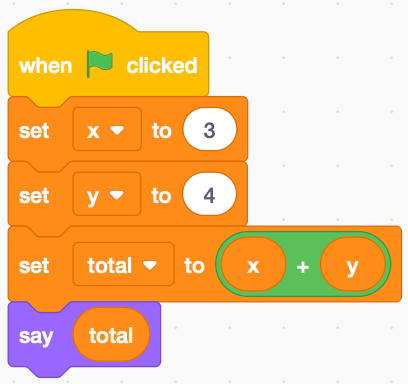 when clicked
set x to 3
set y to 4
set total to x + y
say total